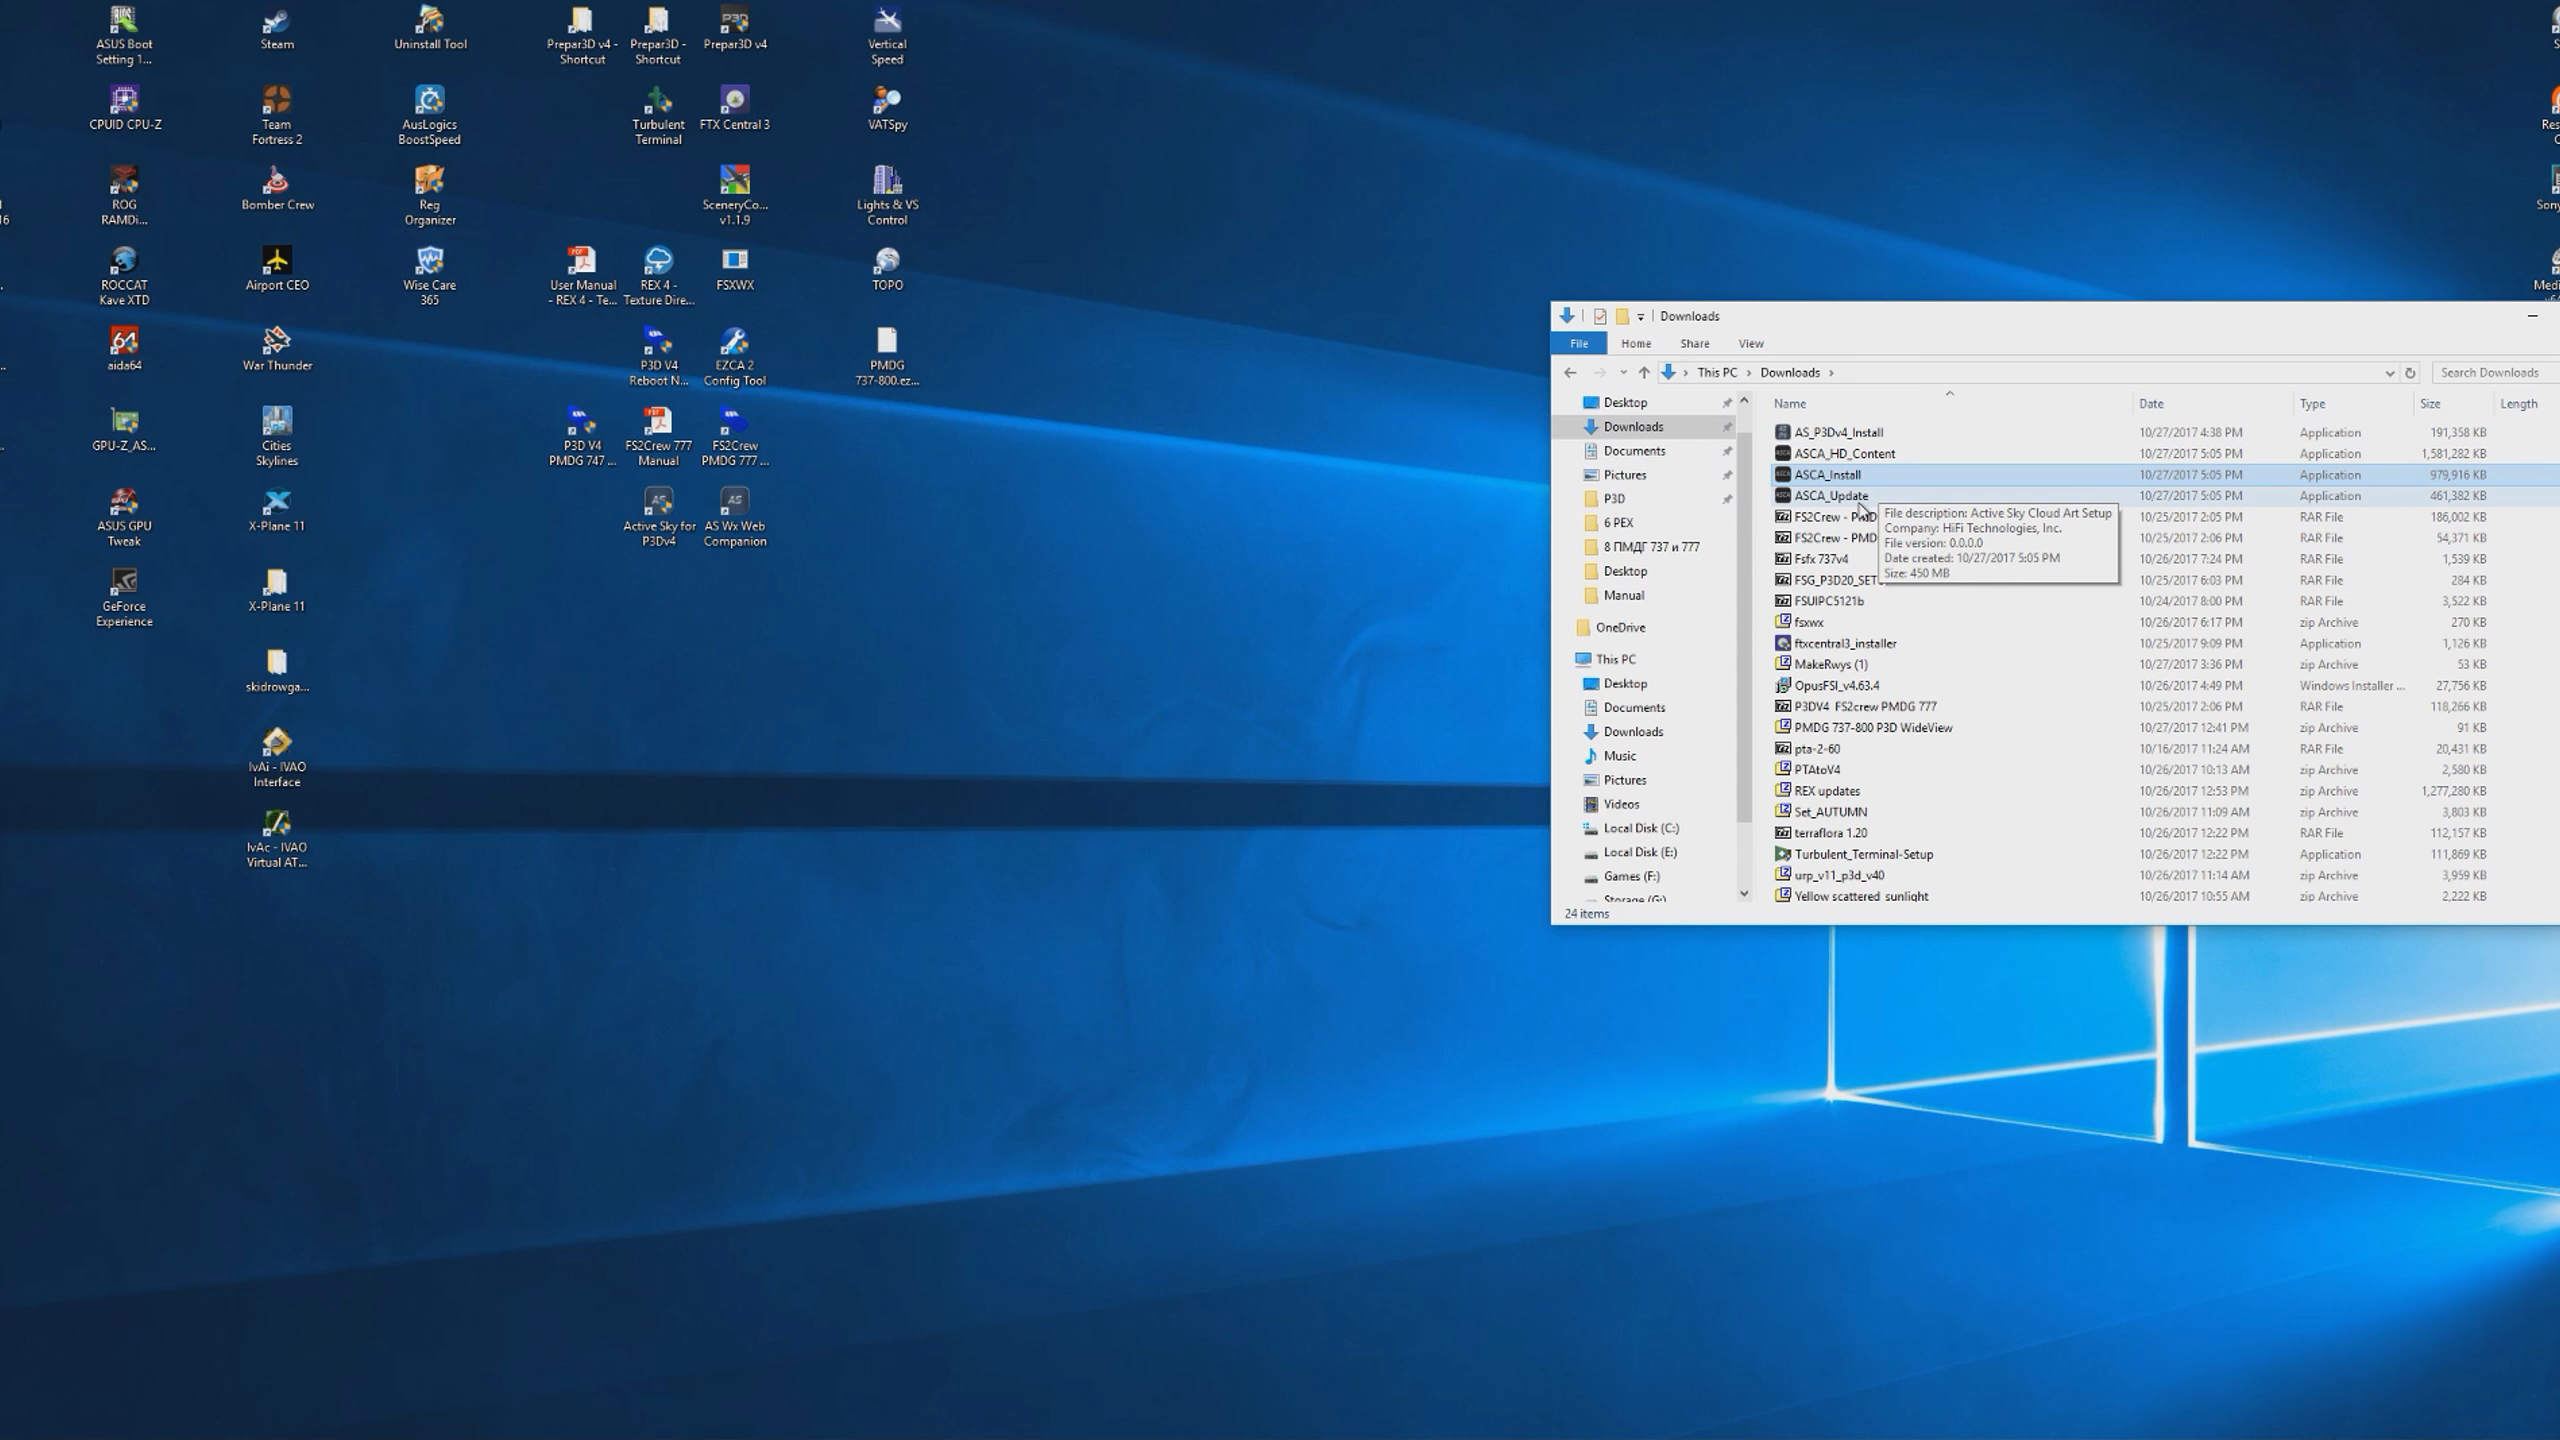 ASUS Boot
Setting 1...
Steam
Uninstall Tool
Prepar3D v4 -
Shortcut
Prepar3D -
Shortcut
Prepar3D v4
Vertical
Speed
CPUID CPU-Z
Team
Fortress 2
AusLogics
BoostSpeed
Turbulent
Terminal
FTX Central 3
VATSpy
Res...
16
ROG
RAMDi...
Bomber Crew
Reg
Organizer
SceneryCo...
v1.1.9
Lights & VS
Control
Sony
ROCCAT
Kave XTD
Airport CEO
Wise Care
365
User Manual
- REX 4 - Te...
REX 4 -
Texture Dire...
FSXWX
TOPO
Medi
aida64
War Thunder
P3D V4
Reboot N...
EZCA 2
Config Tool
PMDG
737-800.ez...
GPU-Z_AS...
Cities
Skylines
P3D V4
PMDG 747 ...
FS2Crew 777
Manual
FS2Crew
PMDG 777 ...
ASUS GPU
Tweak
X-Plane 11
Active Sky for
P3Dv4
AS Wx Web
Companion
GeForce
Experience
X-Plane 11
skidrowga...
IvAi - IVAO
Interface
IvAc - IVAO
Virtual AT...
Downloads
File Home Share View
This PC Downloads Search Downloads
Desktop
Downloads
Documents
Pictures
P3D
6 РЕХ
8 ПМДГ 737 и 777
Desktop
Manual
OneDrive
This PC
Desktop
Documents
Downloads
Music
Pictures
Videos
Local Disk (C:)
Local Disk (E:)
Games (F:)
Storage (G:)
Name Date Type Size Length
AS_P3Dv4_Install 10/27/2017 4:38 PM Application 191,358 KB
ASCA_HD_Content 10/27/2017 5:05 PM Application 1,581,282 KB
ASCA_Install 10/27/2017 5:05 PM Application 979,916 KB
ASCA_Update 10/27/2017 5:05 PM Application 461,382 KB
FS2Crew - PMD 10/25/2017 2:05 PM RAR File 186,002 KB
FS2Crew - PMD 10/25/2017 2:06 PM RAR File 54,371 KB
Fsfx 737v4 10/26/2017 7:24 PM RAR File 1,539 KB
FSG_P3D20_SET 10/25/2017 6:03 PM RAR File 284 KB
FSUIPC5121b 10/24/2017 8:00 PM RAR File 3,522 KB
fsxwx 10/26/2017 6:17 PM zip Archive 270 KB
ftxcentral3_installer 10/25/2017 9:09 PM Application 1,126 KB
MakeRwys (1) 10/27/2017 3:36 PM zip Archive 53 KB
OpusFSI_v4.63.4 10/26/2017 4:49 PM Windows Installer ... 27,756 KB
P3DV4 FS2crew PMDG 777 10/25/2017 2:06 PM RAR File 118,266 KB
PMDG 737-800 P3D WideView 10/27/2017 12:41 PM zip Archive 91 KB
pta-2-60 10/16/2017 11:24 AM RAR File 20,431 KB
PTAtoV4 10/26/2017 10:13 AM zip Archive 2,580 KB
REX updates 10/26/2017 12:53 PM zip Archive 1,277,280 KB
Set_AUTUMN 10/26/2017 11:09 AM zip Archive 3,803 KB
terraflora 1.20 10/26/2017 12:22 PM RAR File 112,157 KB
Turbulent_Terminal-Setup 10/26/2017 12:22 PM Application 111,869 KB
urp_v11_p3d_v40 10/26/2017 11:14 AM zip Archive 3,959 KB
Yellow scattered sunlight 10/26/2017 10:55 AM zip Archive 2,222 KB
File description: Active Sky Cloud Art Setup
Company: HiFi Technologies, Inc.
File version: 0.0.0.0
Date created: 10/27/2017 5:05 PM
Size: 450 MB
24 items